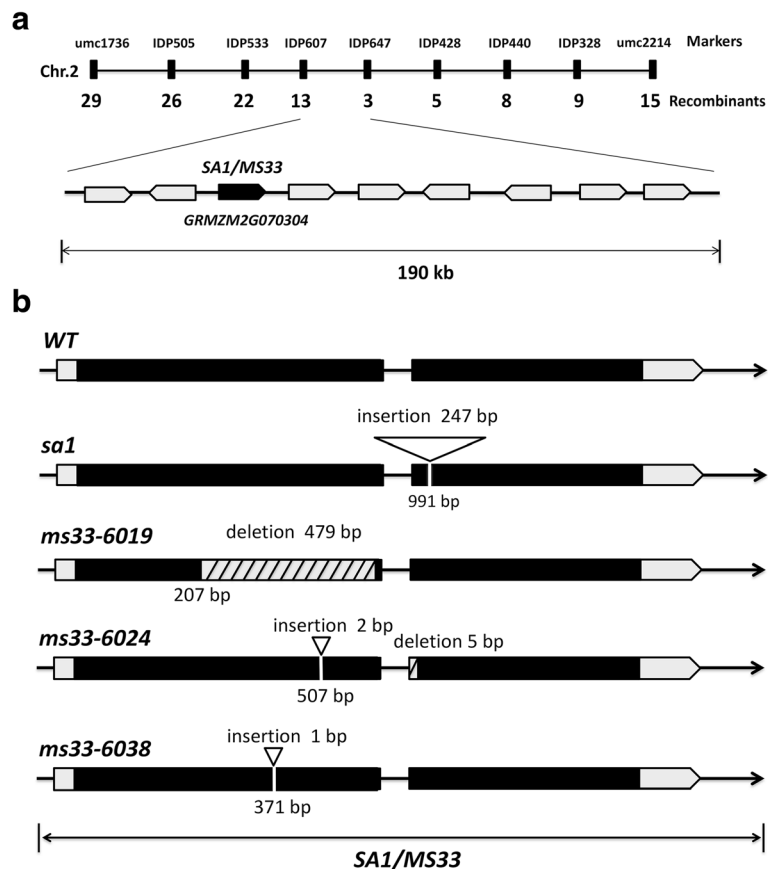 a
umc1736 IDP505 IDP533 IDP607 IDP647 IDP428 IDP440 IDP328 umc2214 Markers
Chr.2
29 26 22 13 3 5 8 9 15 Recombinants
SA1/MS33
GRMZM2G070304
190 kb
b
WT
insertion 247 bp
sa1
991 bp
deletion 479 bp
ms33-6019
207 bp
insertion 2 bp
ms33-6024
deletion 5 bp
507 bp
insertion 1 bp
ms33-6038
371 bp
SA1/MS33